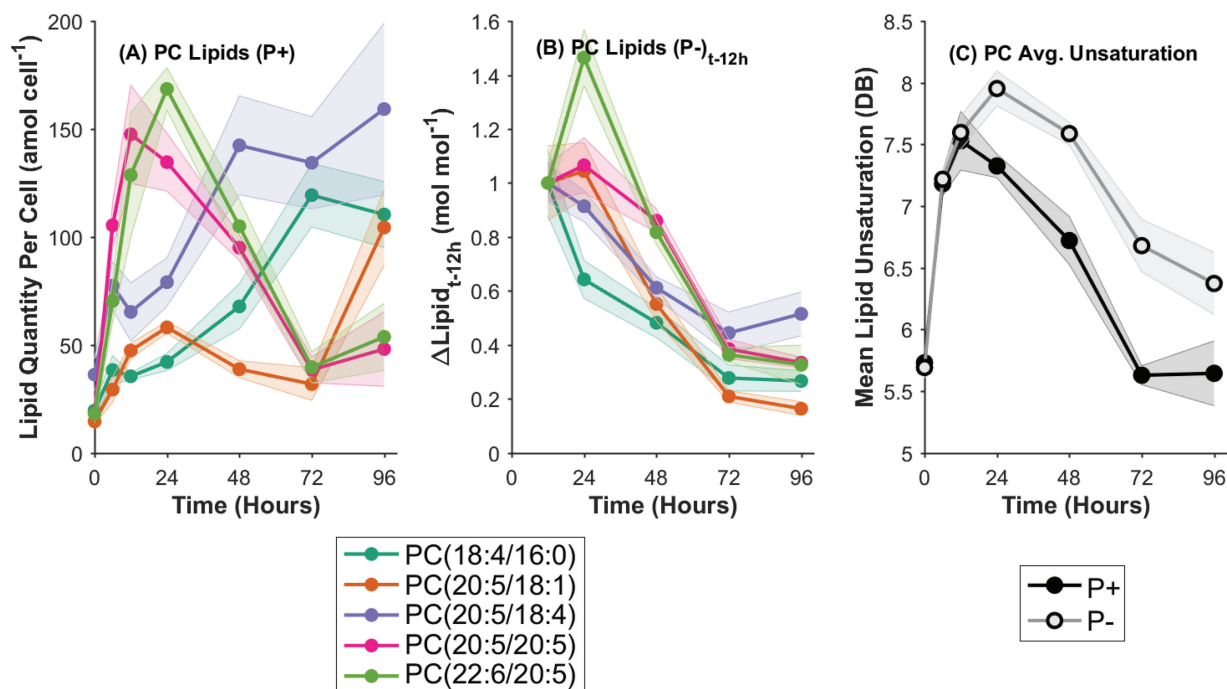 (A) PC Lipids (P+)
Lipid Quantity Per Cell (amol cell-1)
200
150
100
50
0
0 24 48 72 96
Time (Hours)
(B) PC Lipids (P-)t-12h
ΔLipidt-12h (mol mol-1)
1.6
1.4
1.2
1
0.8
0.6
0.4
0.2
0
0 24 48 72 96
Time (Hours)
(C) PC Avg. Unsaturation
Mean Lipid Unsaturation (DB)
8.5
8
7.5
7
6.5
6
5.5
5
0 24 48 72 96
Time (Hours)
PC(18:4/16:0)
PC(20:5/18:1)
PC(20:5/18:4)
PC(20:5/20:5)
PC(22:6/20:5)
P+
P-